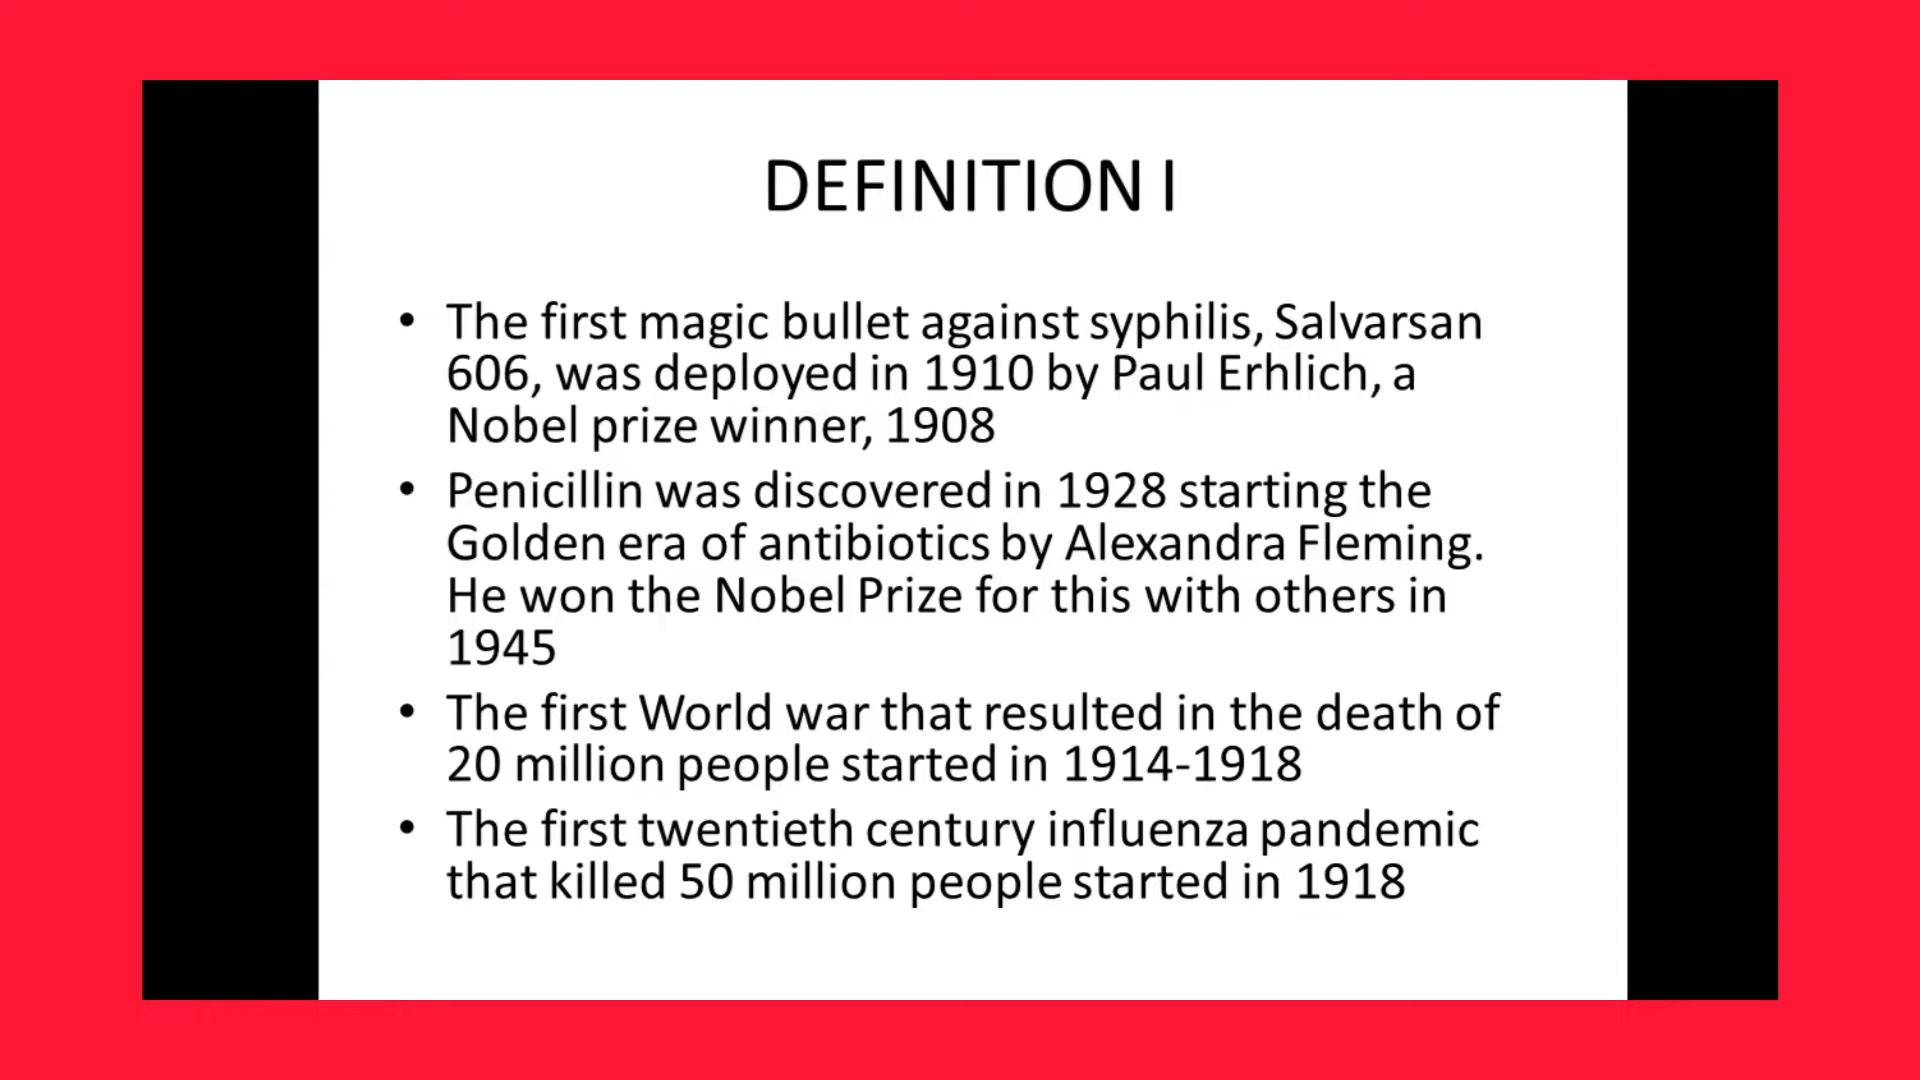 DEFINITION I
• The first magic bullet against syphilis, Salvarsan
606, was deployed in 1910 by Paul Erhlich, a
Nobel prize winner, 1908
• Penicillin was discovered in 1928 starting the
Golden era of antibiotics by Alexandra Fleming.
He won the Nobel Prize for this with others in
1945
• The first World war that resulted in the death of
20 million people started in 1914-1918
• The first twentieth century influenza pandemic
that killed 50 million people started in 1918